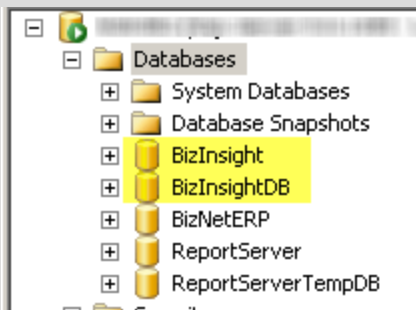 Databases
System Databases
Database Snapshots
BizInsight
BizInsightDB
BizNetERP
ReportServer
ReportServerTempDB